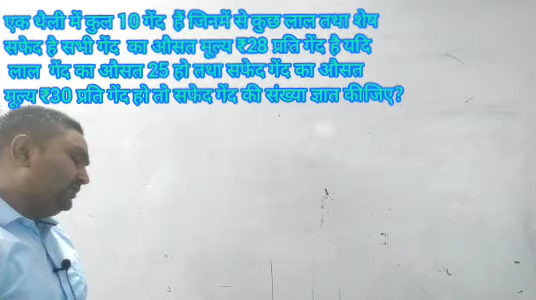 एक थैली में कुल 10 गेंद हैं जिनमें से कुछ लाल तथा शेष
सफेद है सभी गेंद का औसत मूल्य ₹28 प्रति गेंद है यदि
लाल गेंद का औसत 25 हो तथा सफेद गेंद का औसत
मूल्य ₹30 प्रति गेंद हो तो सफेद गेंद की संख्या ज्ञात कीजिए?